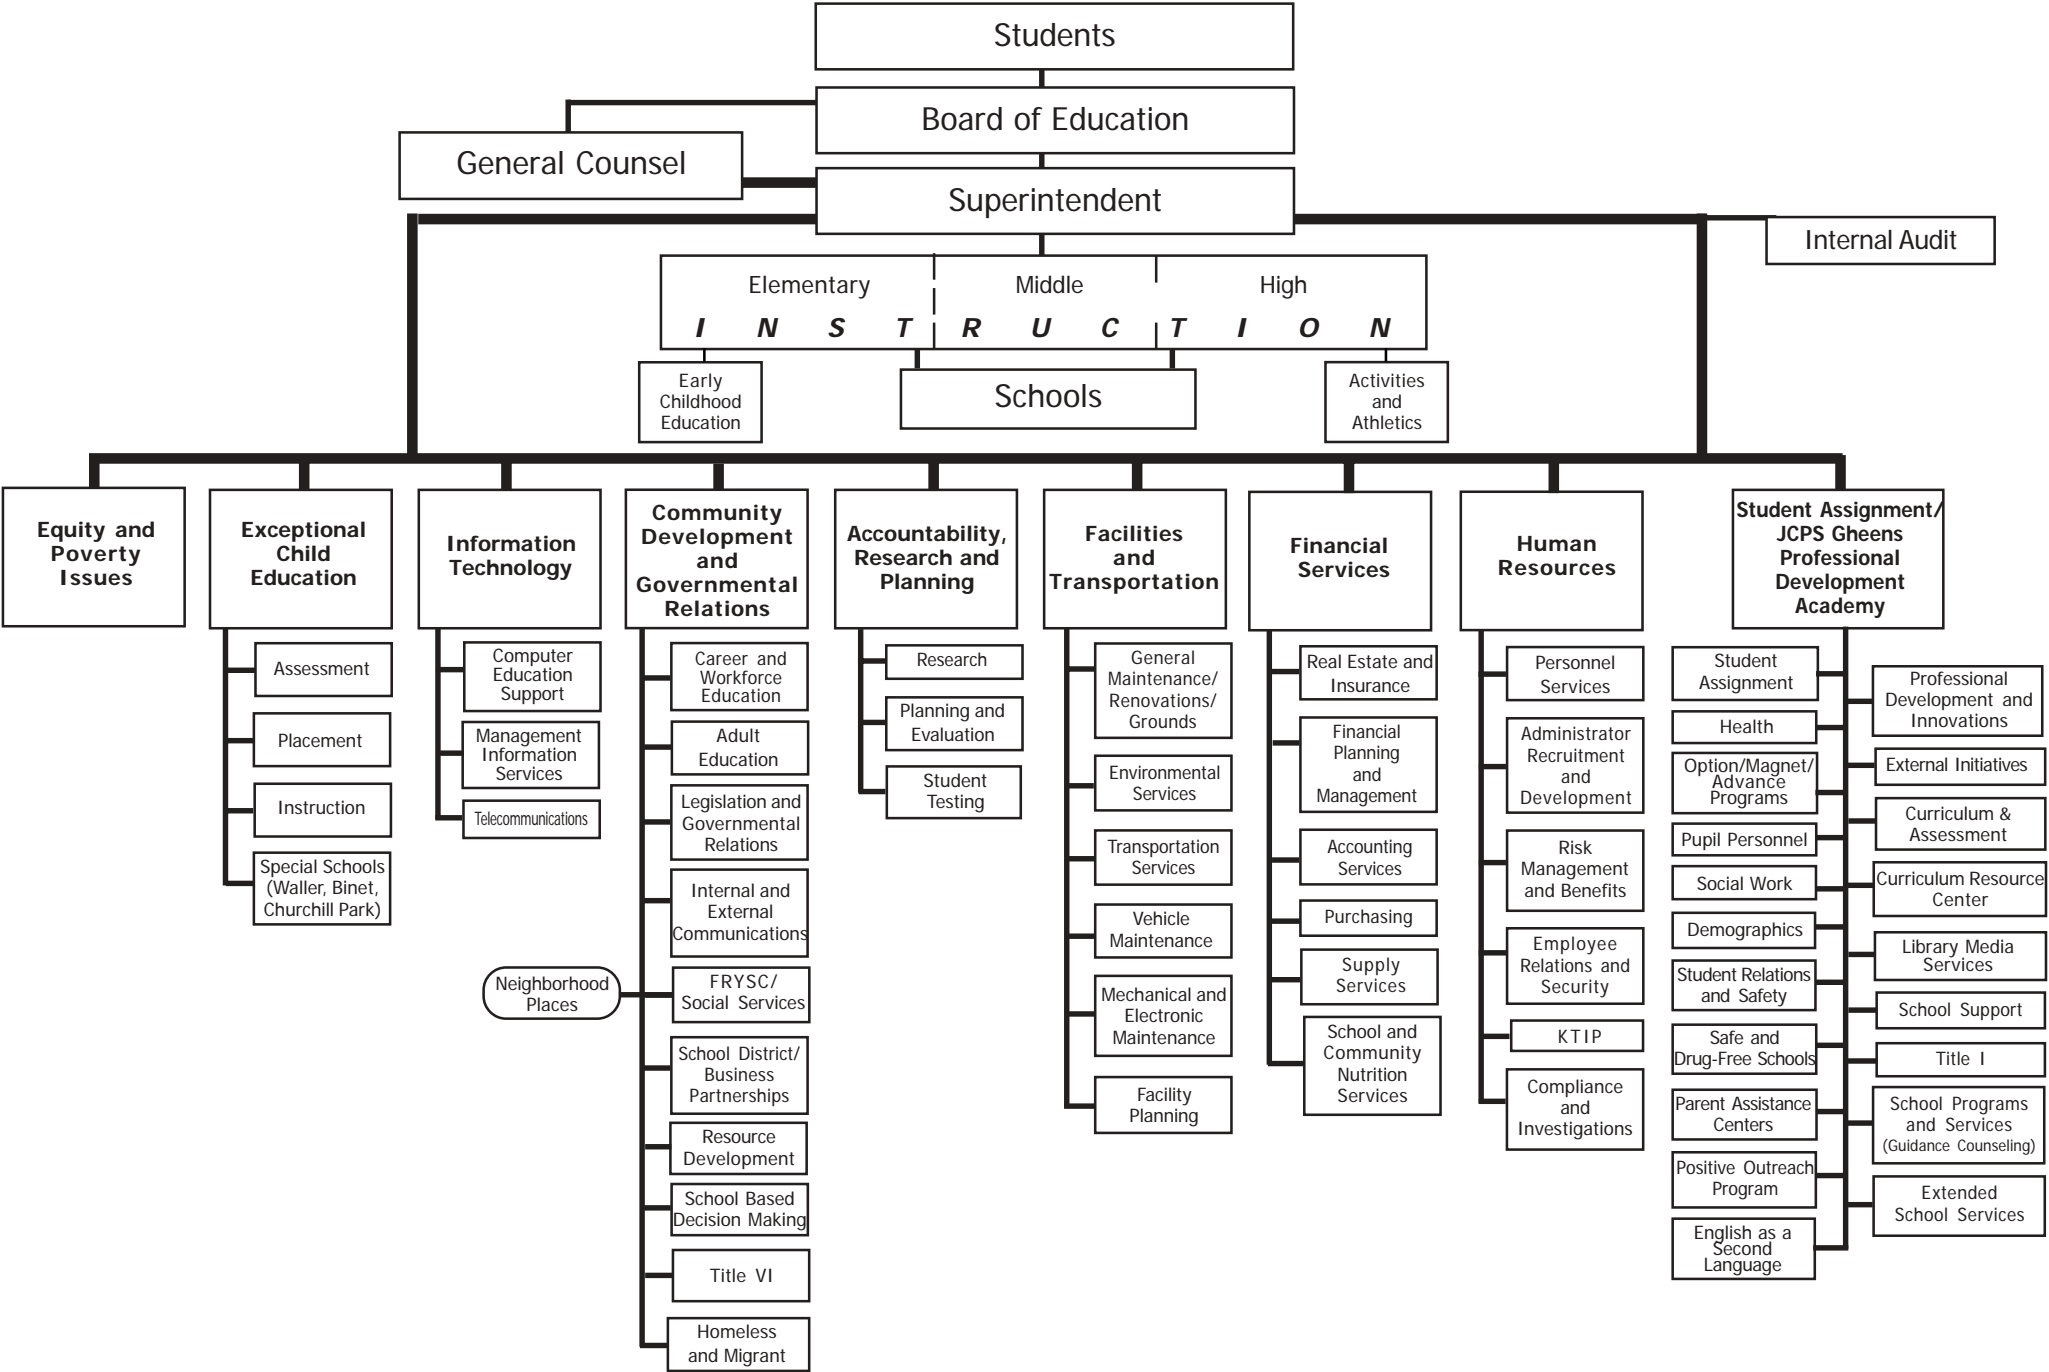 Students
Board of Education
General Counsel
Superintendent
Internal Audit
Elementary
Middle
High
I N S T R U C T I O N
Early
Childhood
Education
Schools
Activities
and
Athletics
Equity and
Poverty
Issues
Exceptional
Child
Education
Assessment
Placement
Instruction
Special Schools
(Waller, Binet,
Churchill Park)
Information
Technology
Computer
Education
Support
Management
Information
Services
Telecommunications
Community
Development
and
Governmental
Relations
Career and
Workforce
Education
Adult
Education
Legislation and
Governmental
Relations
Internal and
External
Communications
Neighborhood
Places
FRYSC/
Social Services
School District/
Business
Partnerships
Resource
Development
School Based
Decision Making
Title VI
Homeless
and Migrant
Accountability,
Research and
Planning
Research
Planning and
Evaluation
Student
Testing
Facilities
and
Transportation
General
Maintenance/
Renovations/
Grounds
Environmental
Services
Transportation
Services
Vehicle
Maintenance
Mechanical and
Electronic
Maintenance
Facility
Planning
Financial
Services
Real Estate and
Insurance
Financial
Planning
and
Management
Accounting
Services
Purchasing
Supply
Services
School and
Community
Nutrition
Services
Human
Resources
Personnel
Services
Administrator
Recruitment
and
Development
Risk
Management
and Benefits
Employee
Relations and
Security
KTIP
Compliance
and
Investigations
Student Assignment/
JCPS Gheens
Professional
Development
Academy
Student
Assignment
Health
Option/Magnet/
Advance
Programs
Pupil Personnel
Social Work
Demographics
Student Relations
and Safety
Safe and
Drug-Free Schools
Parent Assistance
Centers
Positive Outreach
Program
English as a
Second
Language
Professional
Development and
Innovations
External Initiatives
Curriculum &
Assessment
Curriculum Resource
Center
Library Media
Services
School Support
Title I
School Programs
and Services
(Guidance Counseling)
Extended
School Services